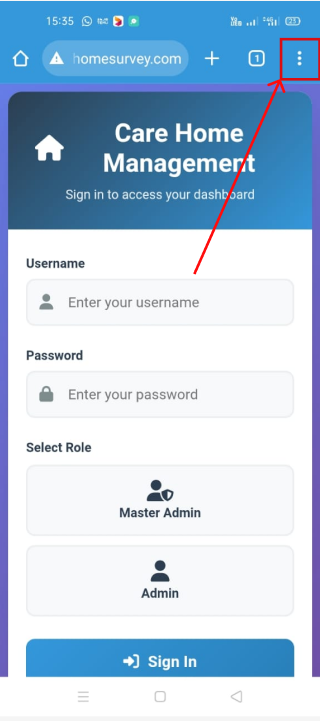 15:35
homesurvey.com
1
Care Home
Management
Sign in to access your dashboard
Username
Enter your username
Password
Enter your password
Select Role
Master Admin
Admin
Sign In